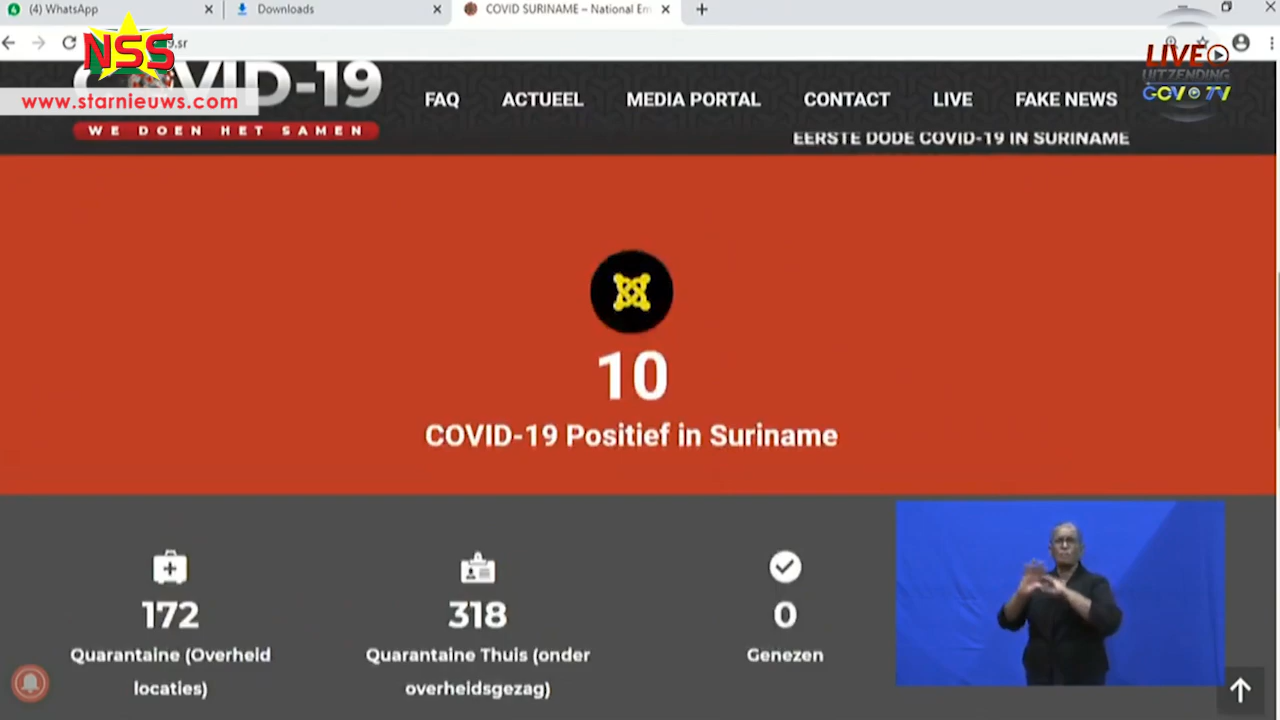 (4) WhatsApp
Downloads
COVID SURINAME – National Em
NSS
9.sr
www.starnieuws.com
COVID-19
WE DOEN HET SAMEN
FAQ
ACTUEEL
MEDIA PORTAL
CONTACT
LIVE
FAKE NEWS
LIVE
UITZENDING
GOV TV
EERSTE DODE COVID-19 IN SURINAME
10
COVID-19 Positief in Suriname
172
Quarantaine (Overheid
locaties)
318
Quarantaine Thuis (onder
overheidsgezag)
0
Genezen